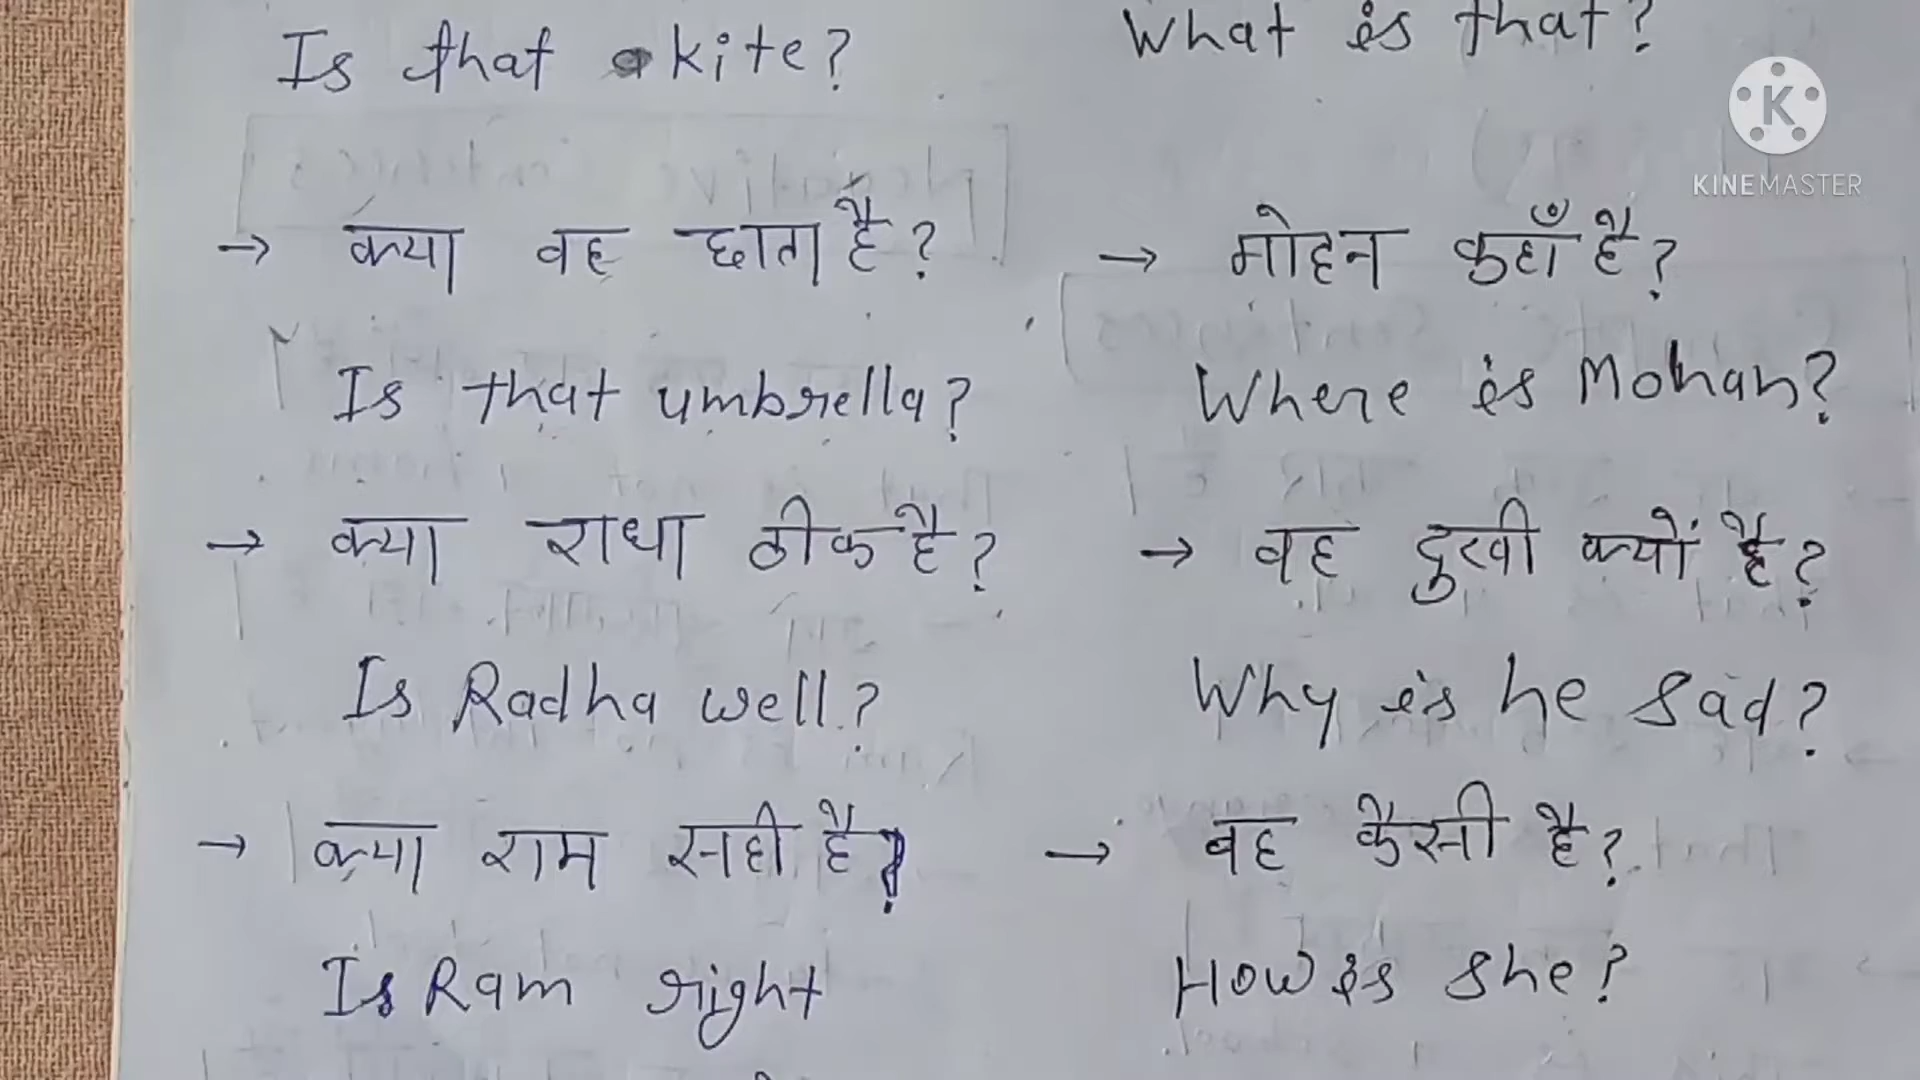 Is that a kite?
क्या वह छाता है?
Is that umbrella?
क्या राधा ठीक है?
Is Radha well?
क्या राम सही है?
Is Ram right
What is that?
मोहन कहाँ है?
Where is Mohan?
वह दुखी क्यों है?
Why is he sad?
वह कैसी है?
How is she?
K
KINEMASTER